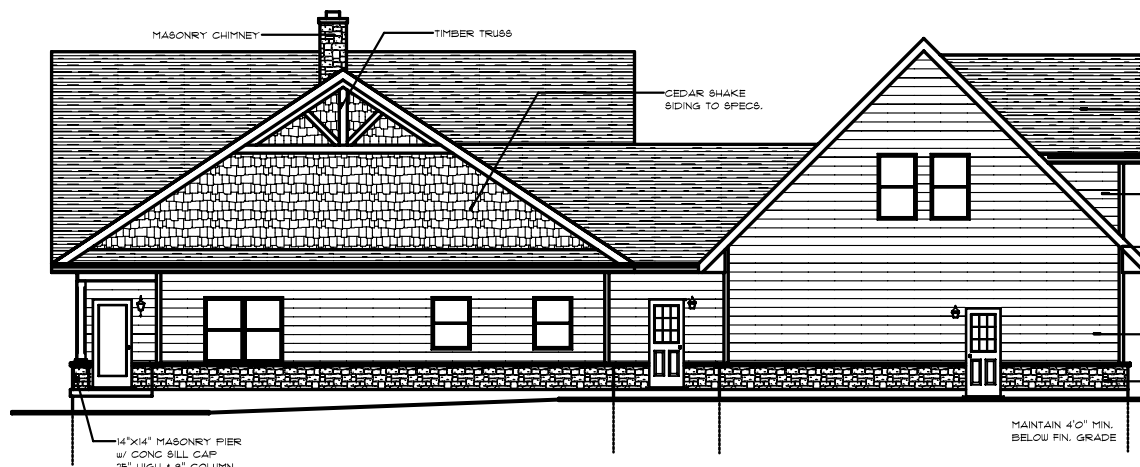 MASONRY CHIMNEY
TIMBER TRUSS
CEDAR SHAKE
SIDING TO SPECS.
14"X14" MASONRY PIER
w/ CONC SILL CAP
MAINTAIN 4'0" MIN.
BELOW FIN. GRADE